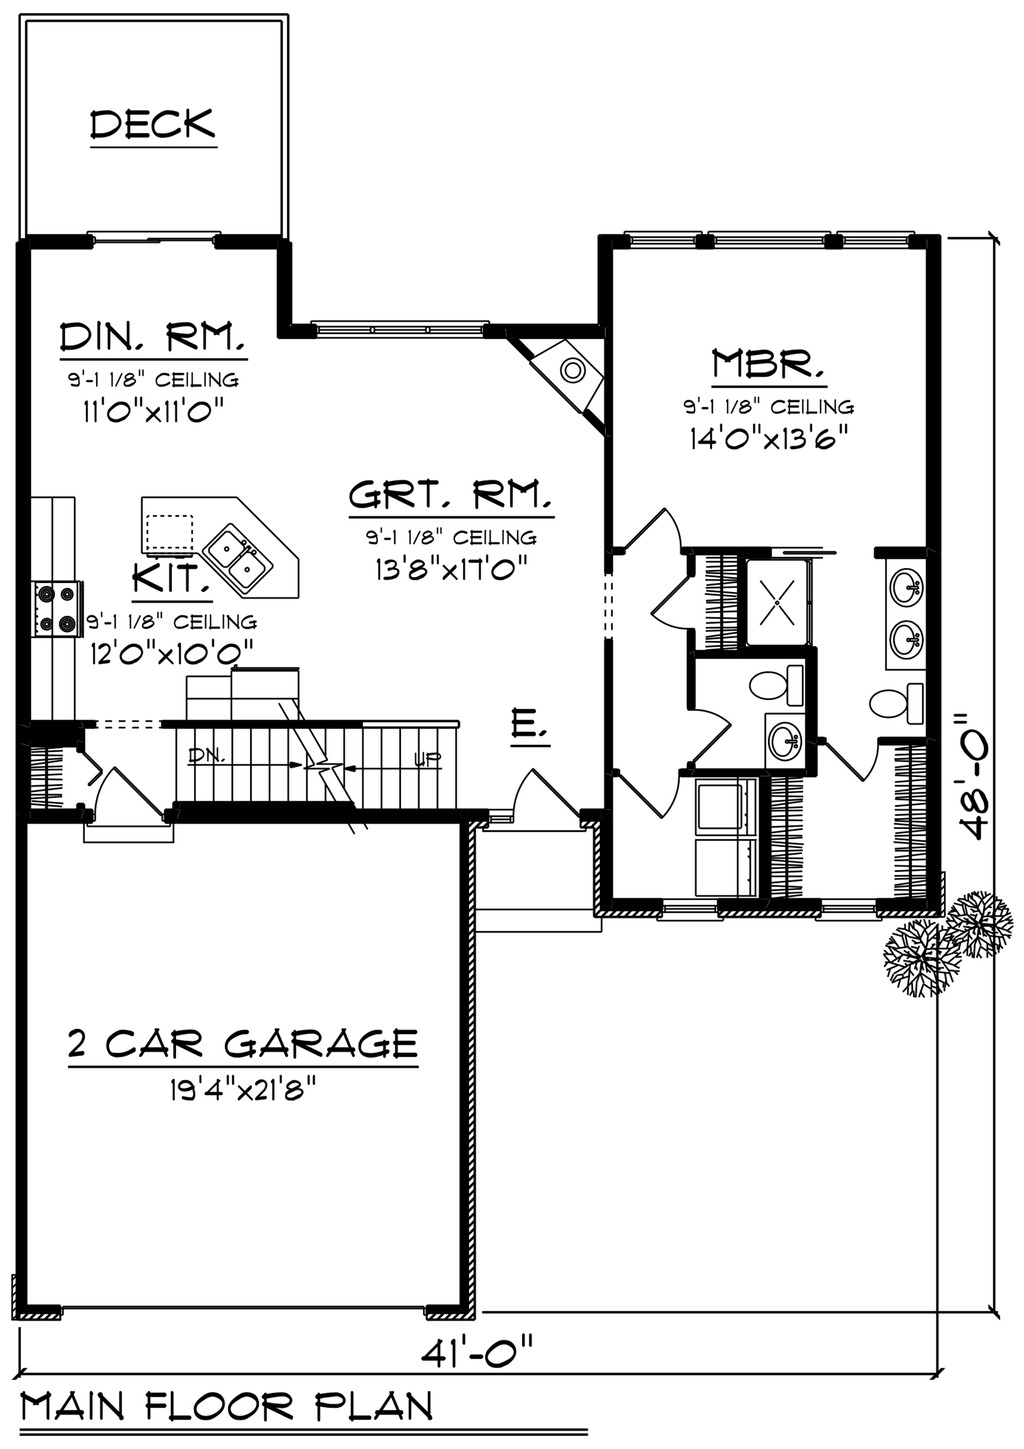 DECK
DIN. RM.
9'-1 1/8" CEILING
11'0"x11'0"
MBR.
9'-1 1/8" CEILING
14'0"x13'6"
GRT. RM.
9'-1 1/8" CEILING
13'8"x17'0"
KIT.
9'-1 1/8" CEILING
12'0"x10'0"
E.
DN.
UP
48'-0"
2 CAR GARAGE
19'4"x21'8"
41'-0"
MAIN FLOOR PLAN